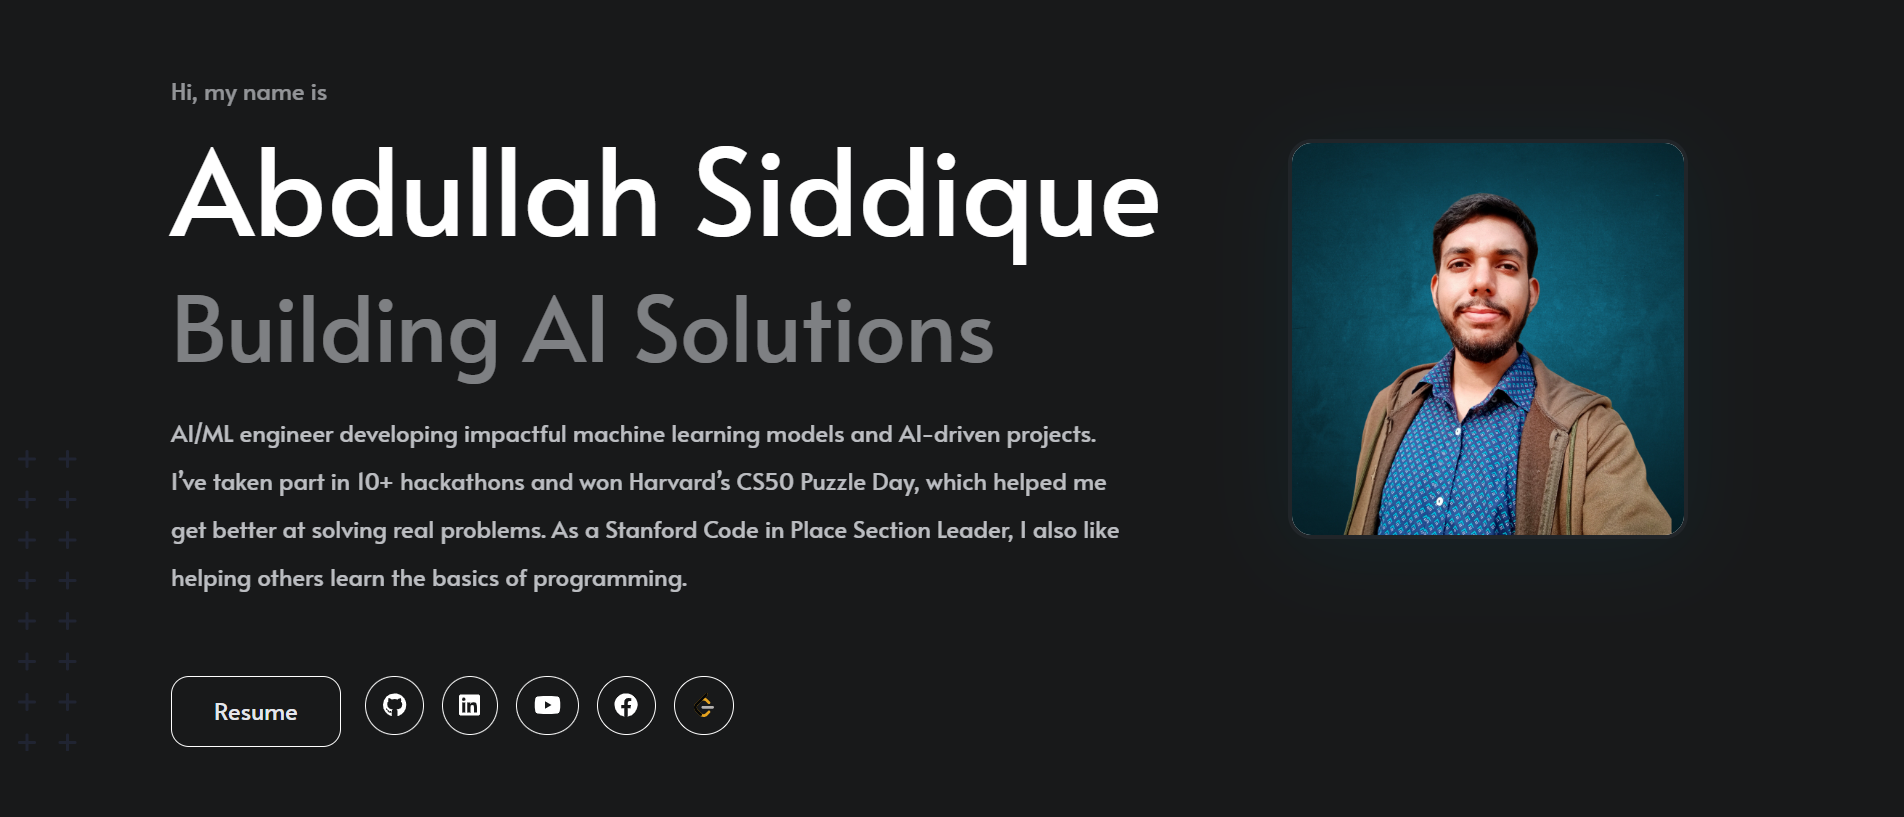 Hi, my name is
Abdullah Siddique
Building AI Solutions
AI/ML engineer developing impactful machine learning models and AI-driven projects.
I’ve taken part in 10+ hackathons and won Harvard’s CS50 Puzzle Day, which helped me
get better at solving real problems. As a Stanford Code in Place Section Leader, I also like
helping others learn the basics of programming.
Resume